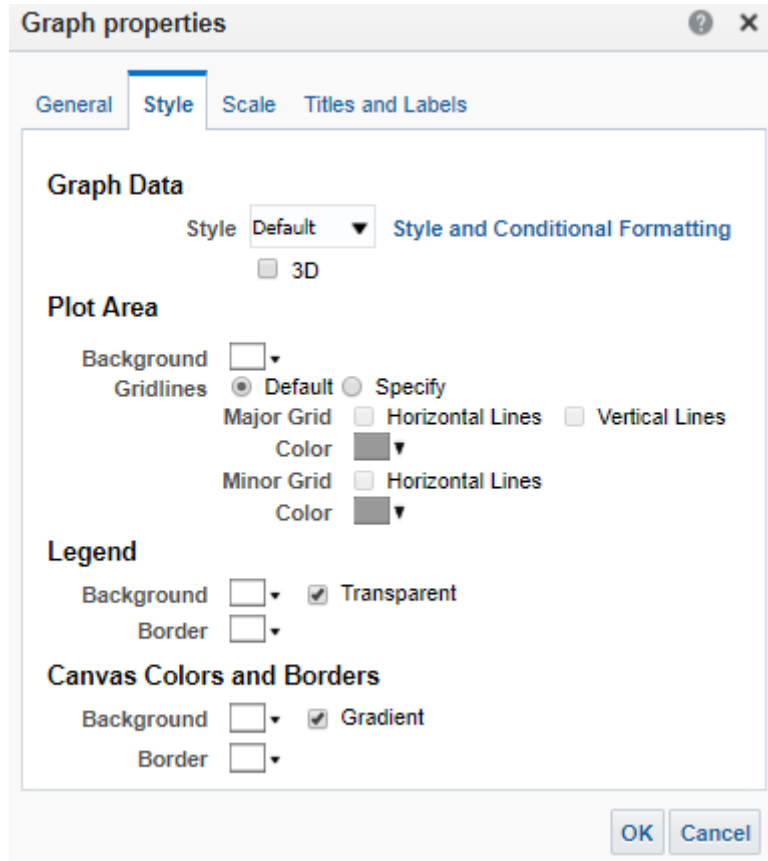 Graph properties
General Style Scale Titles and Labels
Graph Data
Style Default Style and Conditional Formatting
3D
Plot Area
Background
Gridlines Default Specify
Major Grid Horizontal Lines Vertical Lines
Color
Minor Grid Horizontal Lines
Color
Legend
Background Transparent
Border
Canvas Colors and Borders
Background Gradient
Border
OK Cancel